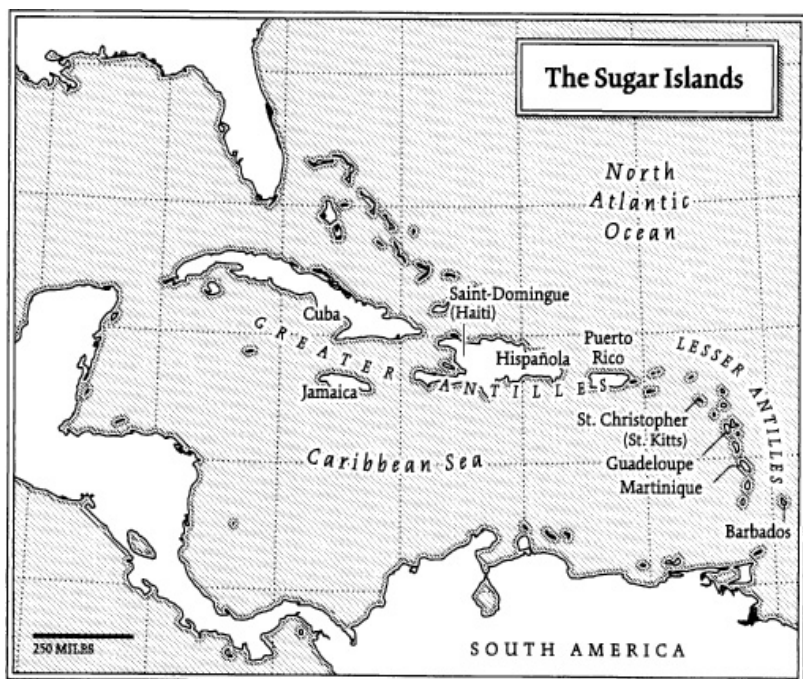 The Sugar Islands
North
Atlantic
Ocean
Saint-Domingue
(Haiti)
Cuba
Hispañola
Puerto
Rico
LESSER ANTILLES
GREATER ANTILLES
Jamaica
St. Christopher
(St. Kitts)
Caribbean Sea
Guadeloupe
Martinique
Barbados
250 MILES
SOUTH AMERICA